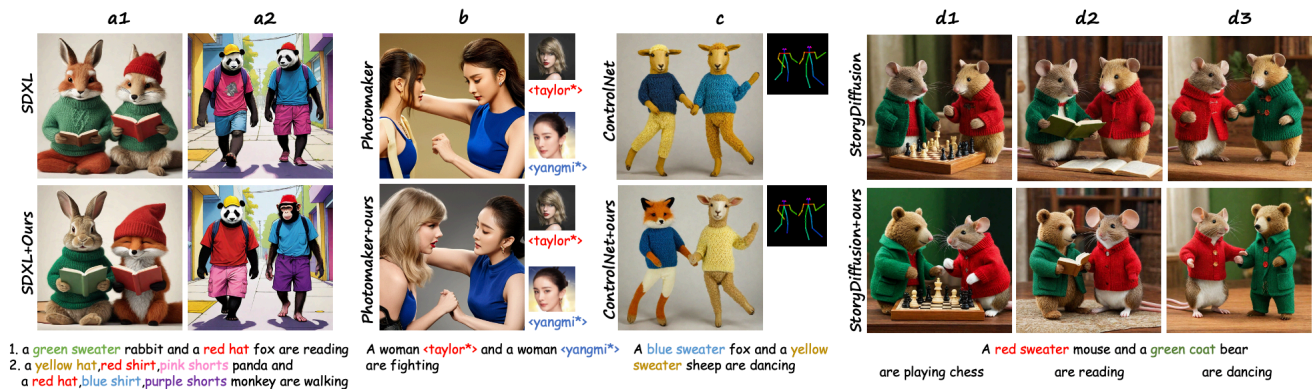 a1 a2 b c d1 d2 d3
SDXL
Photomaker
<taylor*>
<yangmi*>
ControlNet
StoryDiffusion
SDXL+Ours
Photomaker+ours
<taylor*>
<yangmi*>
ControlNet+ours
StoryDiffusion+ours
1. a green sweater rabbit and a red hat fox are reading
2. a yellow hat,red shirt,pink shorts panda and
a red hat,blue shirt,purple shorts monkey are walking
A woman <taylor*> and a woman <yangmi*>
are fighting
A blue sweater fox and a yellow
sweater sheep are dancing
A red sweater mouse and a green coat bear
are playing chess are reading are dancing